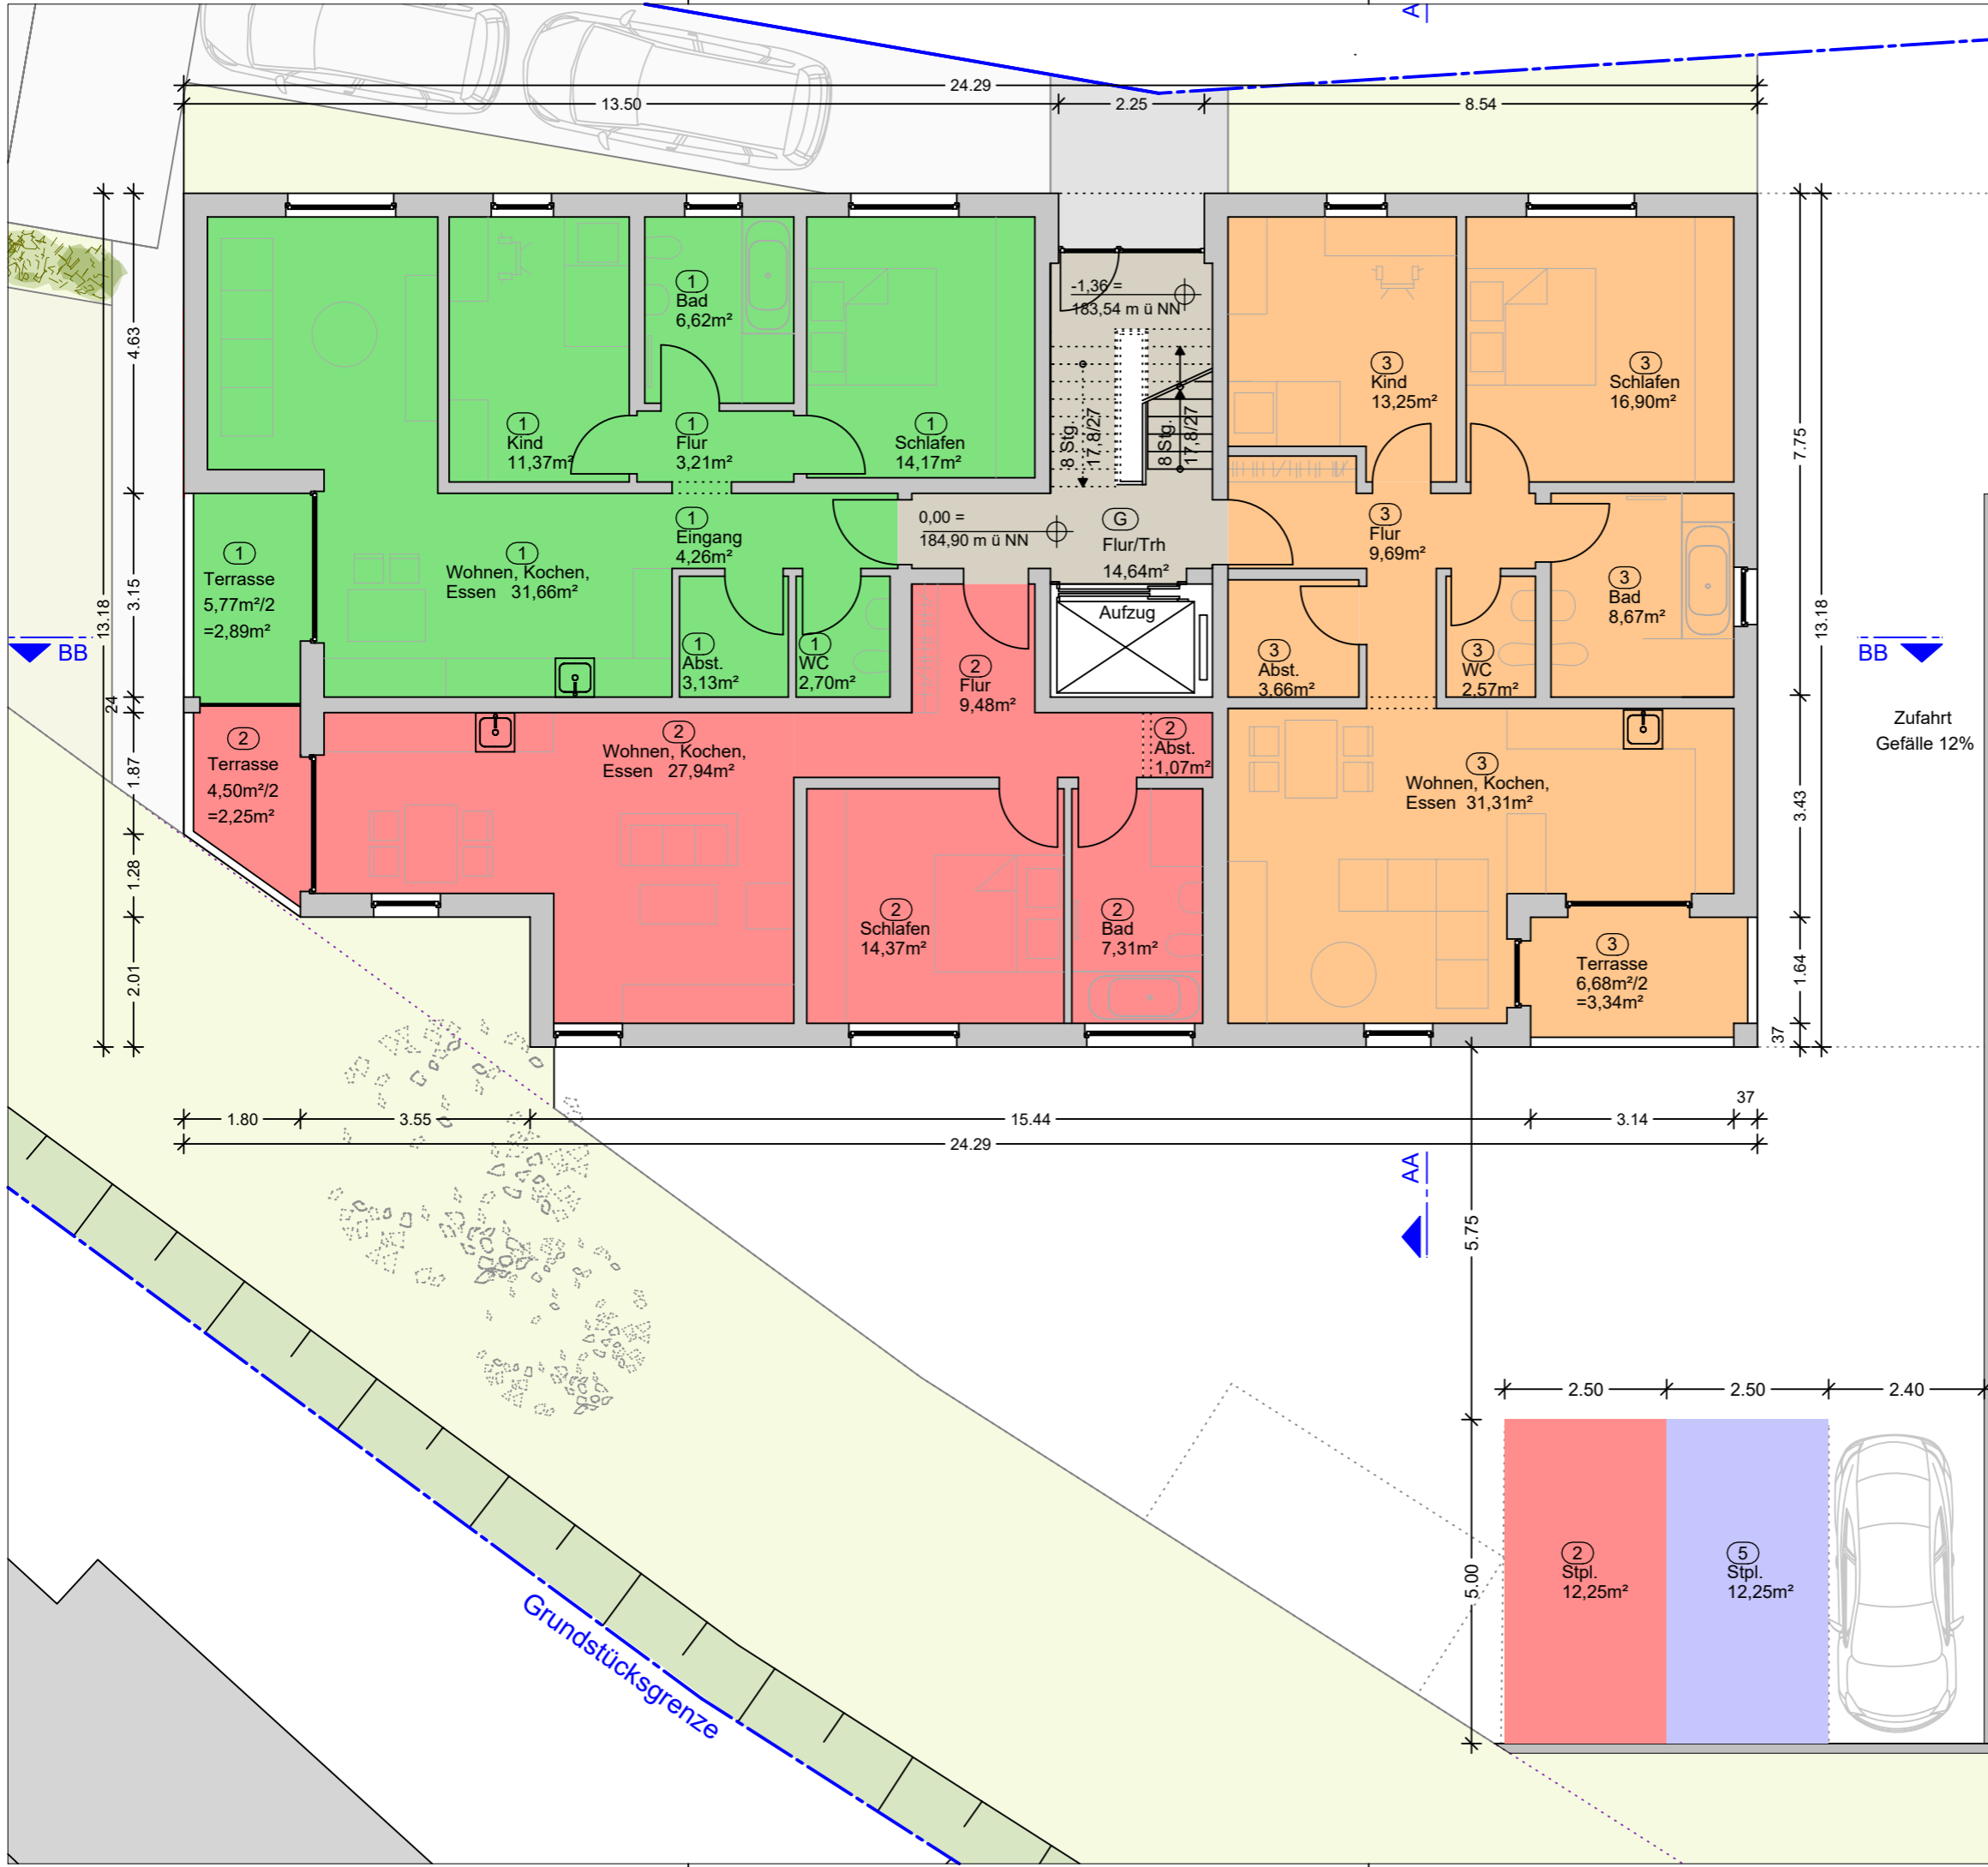 A
24.29
13.50
2.25
8.54
1
Bad
6,62m²
-1,36 =
183,54 m ü NN
4.63
7.75
3
Kind
13,25m²
3
Schlafen
16,90m²
1
Kind
11,37m²
1
Flur
3,21m²
1
Schlafen
14,17m²
8 Stg.
17,8/27
8 Stg.
17,8/27
1
Terrasse
5,77m²/2
=2,89m²
1
Wohnen, Kochen,
Essen 31,66m²
1
Eingang
4,26m²
0,00 =
184,90 m ü NN
G
Flur/Trh
14,64m²
3
Flur
9,69m²
3
Bad
8,67m²
3.15
13.18
13.18
BB
BB
Aufzug
1
Abst.
3,13m²
1
WC
2,70m²
2
Flur
9,48m²
3
Abst.
3,66m²
3
WC
2,57m²
24
Zufahrt
Gefälle 12%
2
Terrasse
4,50m²/2
=2,25m²
2
Wohnen, Kochen,
Essen 27,94m²
2
Abst.
1,07m²
3
Wohnen, Kochen,
Essen 31,31m²
1.87
3.43
1.28
2
Schlafen
14,37m²
2
Bad
7,31m²
3
Terrasse
6,68m²/2
=3,34m²
2.01
1.64
37
1.80
3.55
15.44
3.14
37
24.29
AA
5.75
2.50
2.50
2.40
5.00
2
Stpl.
12,25m²
5
Stpl.
12,25m²
Grundstücksgrenze